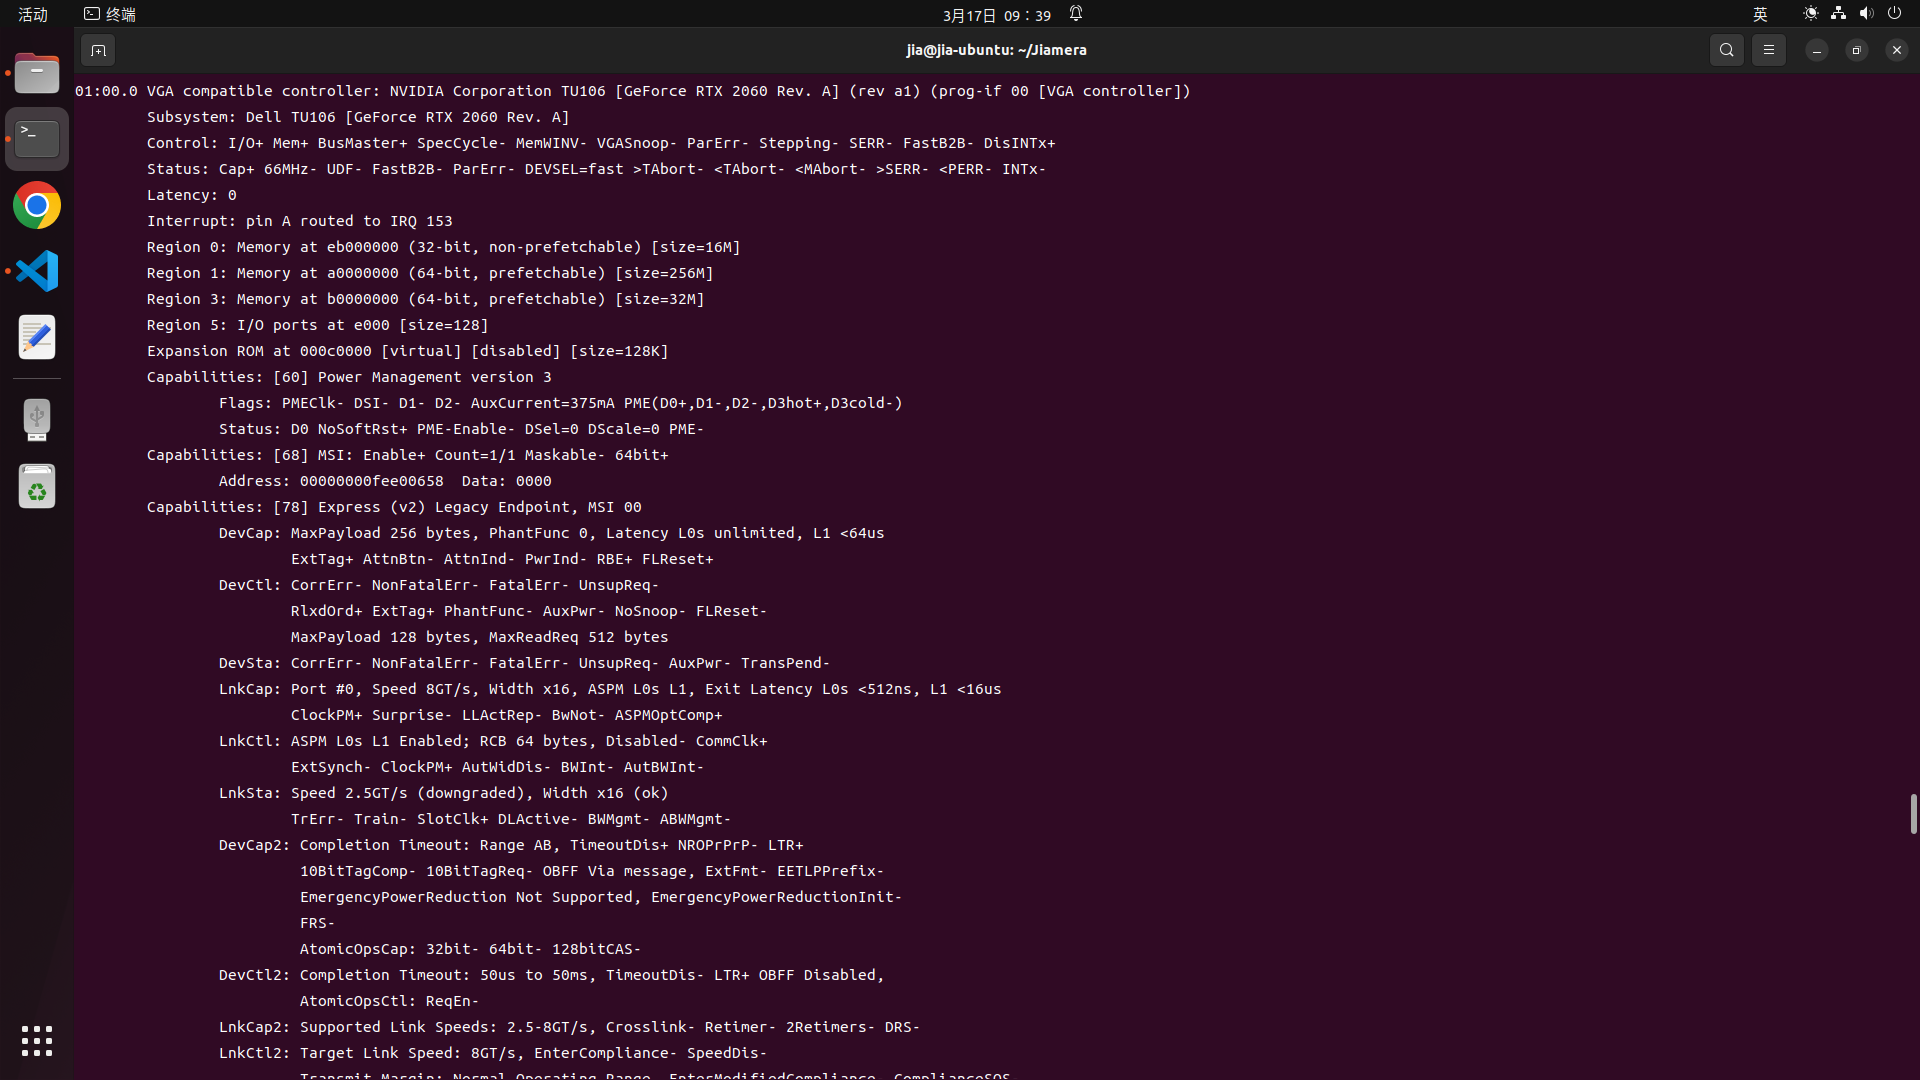 活动 终端 3月17日 09：39 英
jia@jia-ubuntu: ~/Jiamera
01:00.0 VGA compatible controller: NVIDIA Corporation TU106 [GeForce RTX 2060 Rev. A] (rev a1) (prog-if 00 [VGA controller])
Subsystem: Dell TU106 [GeForce RTX 2060 Rev. A]
Control: I/O+ Mem+ BusMaster+ SpecCycle- MemWINV- VGASnoop- ParErr- Stepping- SERR- FastB2B- DisINTx+
Status: Cap+ 66MHz- UDF- FastB2B- ParErr- DEVSEL=fast >TAbort- <TAbort- <MAbort- >SERR- <PERR- INTx-
Latency: 0
Interrupt: pin A routed to IRQ 153
Region 0: Memory at eb000000 (32-bit, non-prefetchable) [size=16M]
Region 1: Memory at a0000000 (64-bit, prefetchable) [size=256M]
Region 3: Memory at b0000000 (64-bit, prefetchable) [size=32M]
Region 5: I/O ports at e000 [size=128]
Expansion ROM at 000c0000 [virtual] [disabled] [size=128K]
Capabilities: [60] Power Management version 3
Flags: PMEClk- DSI- D1- D2- AuxCurrent=375mA PME(D0+,D1-,D2-,D3hot+,D3cold-)
Status: D0 NoSoftRst+ PME-Enable- DSel=0 DScale=0 PME-
Capabilities: [68] MSI: Enable+ Count=1/1 Maskable- 64bit+
Address: 00000000fee00658  Data: 0000
Capabilities: [78] Express (v2) Legacy Endpoint, MSI 00
DevCap: MaxPayload 256 bytes, PhantFunc 0, Latency L0s unlimited, L1 <64us
ExtTag+ AttnBtn- AttnInd- PwrInd- RBE+ FLReset+
DevCtl: CorrErr- NonFatalErr- FatalErr- UnsupReq-
RlxdOrd+ ExtTag+ PhantFunc- AuxPwr- NoSnoop- FLReset-
MaxPayload 128 bytes, MaxReadReq 512 bytes
DevSta: CorrErr- NonFatalErr- FatalErr- UnsupReq- AuxPwr- TransPend-
LnkCap: Port #0, Speed 8GT/s, Width x16, ASPM L0s L1, Exit Latency L0s <512ns, L1 <16us
ClockPM+ Surprise- LLActRep- BwNot- ASPMOptComp+
LnkCtl: ASPM L0s L1 Enabled; RCB 64 bytes, Disabled- CommClk+
ExtSynch- ClockPM+ AutWidDis- BWInt- AutBWInt-
LnkSta: Speed 2.5GT/s (downgraded), Width x16 (ok)
TrErr- Train- SlotClk+ DLActive- BWMgmt- ABWMgmt-
DevCap2: Completion Timeout: Range AB, TimeoutDis+ NROPrPrP- LTR+
10BitTagComp- 10BitTagReq- OBFF Via message, ExtFmt- EETLPPrefix-
EmergencyPowerReduction Not Supported, EmergencyPowerReductionInit-
FRS-
AtomicOpsCap: 32bit- 64bit- 128bitCAS-
DevCtl2: Completion Timeout: 50us to 50ms, TimeoutDis- LTR+ OBFF Disabled,
AtomicOpsCtl: ReqEn-
LnkCap2: Supported Link Speeds: 2.5-8GT/s, Crosslink- Retimer- 2Retimers- DRS-
LnkCtl2: Target Link Speed: 8GT/s, EnterCompliance- SpeedDis-
Transmit Margin: Normal Operating Range, EnterModifiedCompliance- ComplianceSOS-